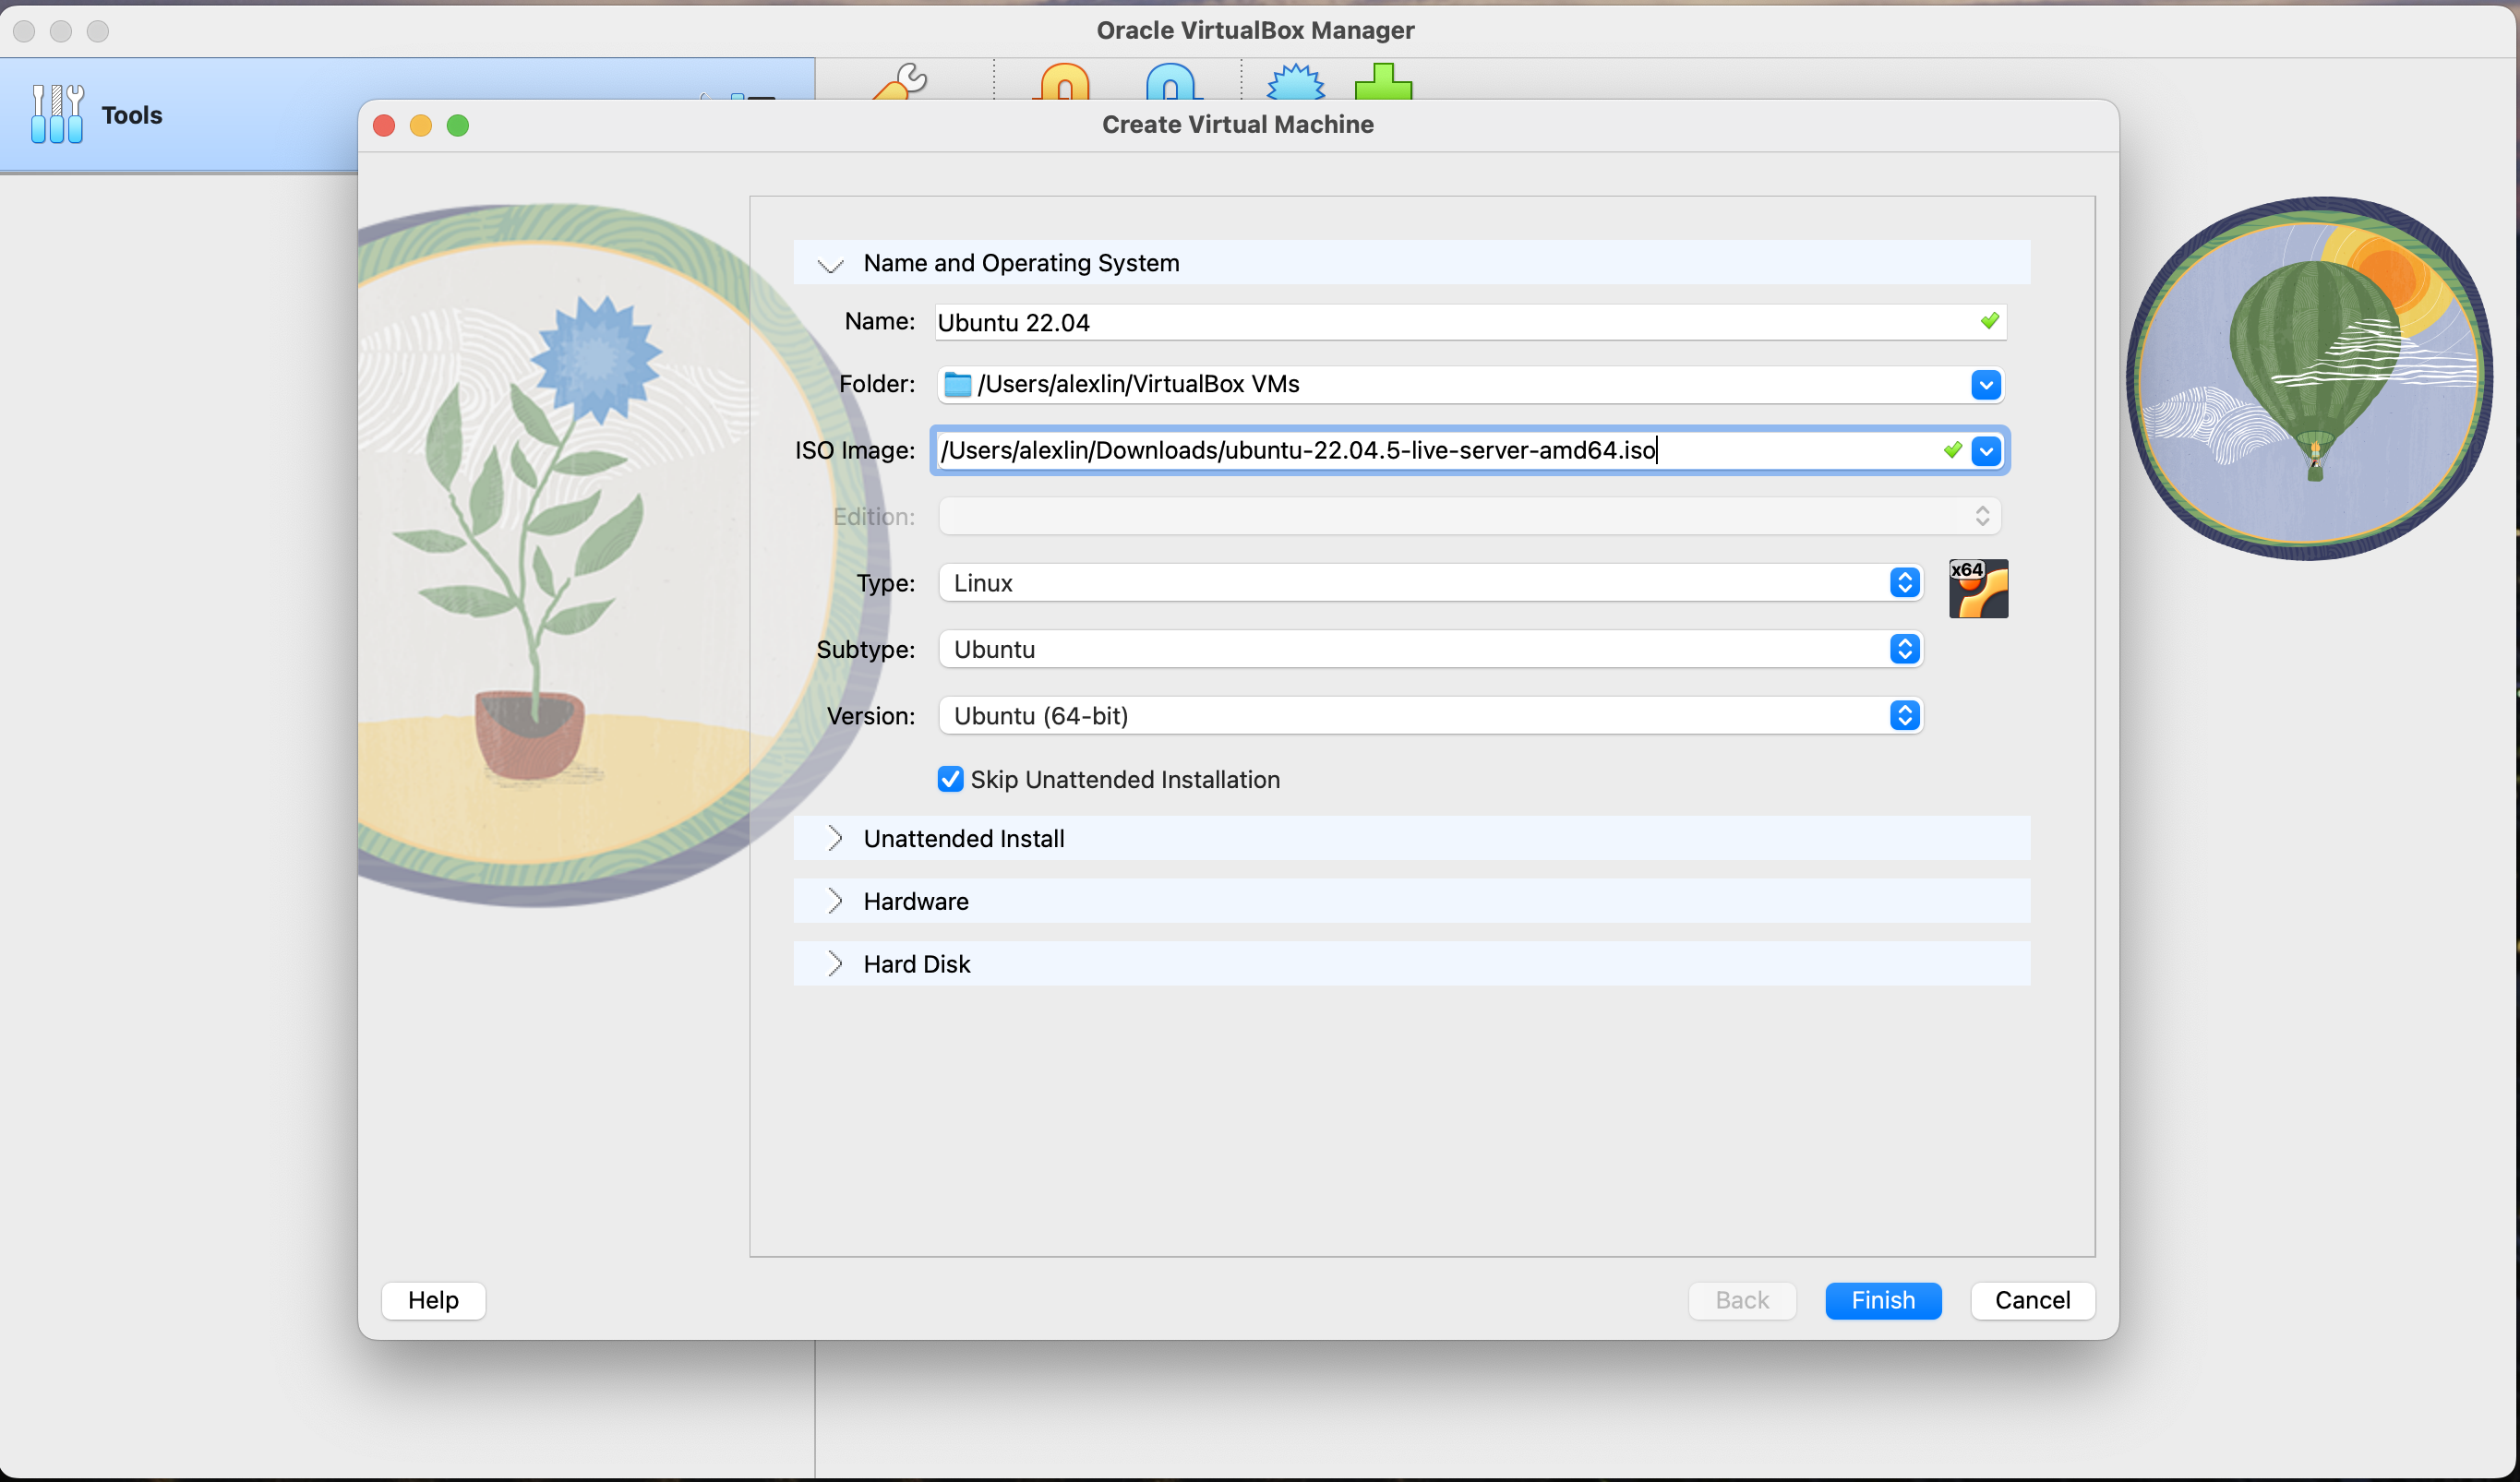 Oracle VirtualBox Manager
Tools
Create Virtual Machine
Name and Operating System
Name: Ubuntu 22.04
Folder: /Users/alexlin/VirtualBox VMs
ISO Image: /Users/alexlin/Downloads/ubuntu-22.04.5-live-server-amd64.iso
Edition:
Type: Linux
x64
Subtype: Ubuntu
Version: Ubuntu (64-bit)
Skip Unattended Installation
Unattended Install
Hardware
Hard Disk
Help
Back
Finish
Cancel